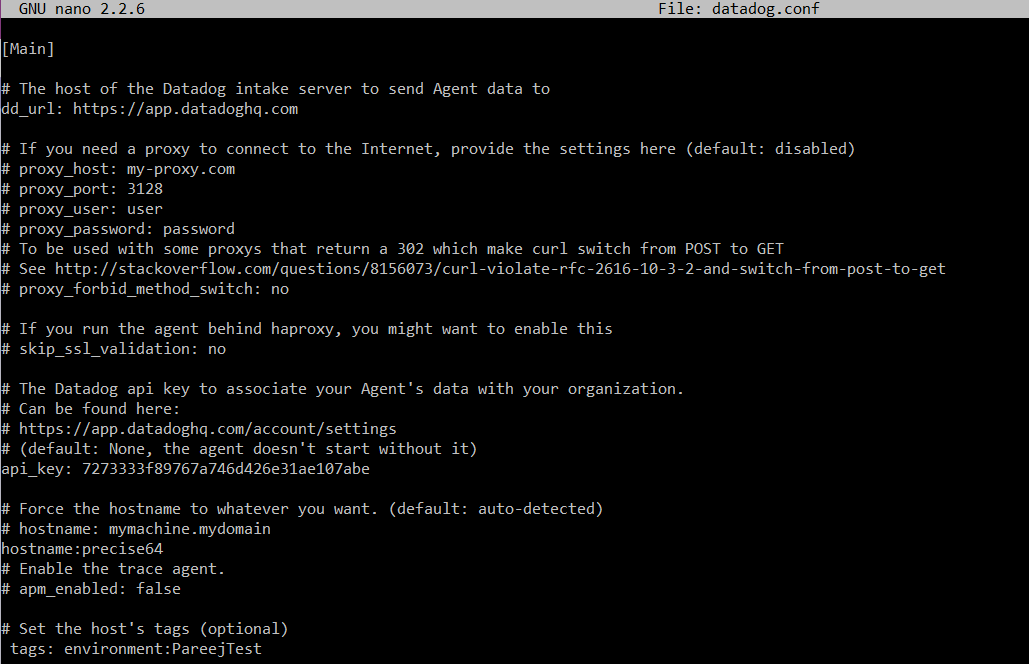 GNU nano 2.2.6 File: datadog.conf
[Main]
# The host of the Datadog intake server to send Agent data to
dd_url: https://app.datadoghq.com
# If you need a proxy to connect to the Internet, provide the settings here (default: disabled)
# proxy_host: my-proxy.com
# proxy_port: 3128
# proxy_user: user
# proxy_password: password
# To be used with some proxys that return a 302 which make curl switch from POST to GET
# See http://stackoverflow.com/questions/8156073/curl-violate-rfc-2616-10-3-2-and-switch-from-post-to-get
# proxy_forbid_method_switch: no
# If you run the agent behind haproxy, you might want to enable this
# skip_ssl_validation: no
# The Datadog api key to associate your Agent's data with your organization.
# Can be found here:
# https://app.datadoghq.com/account/settings
# (default: None, the agent doesn't start without it)
api_key: 7273333f89767a746d426e31ae107abe
# Force the hostname to whatever you want. (default: auto-detected)
# hostname: mymachine.mydomain
hostname:precise64
# Enable the trace agent.
# apm_enabled: false
# Set the host's tags (optional)
tags: environment:PareejTest